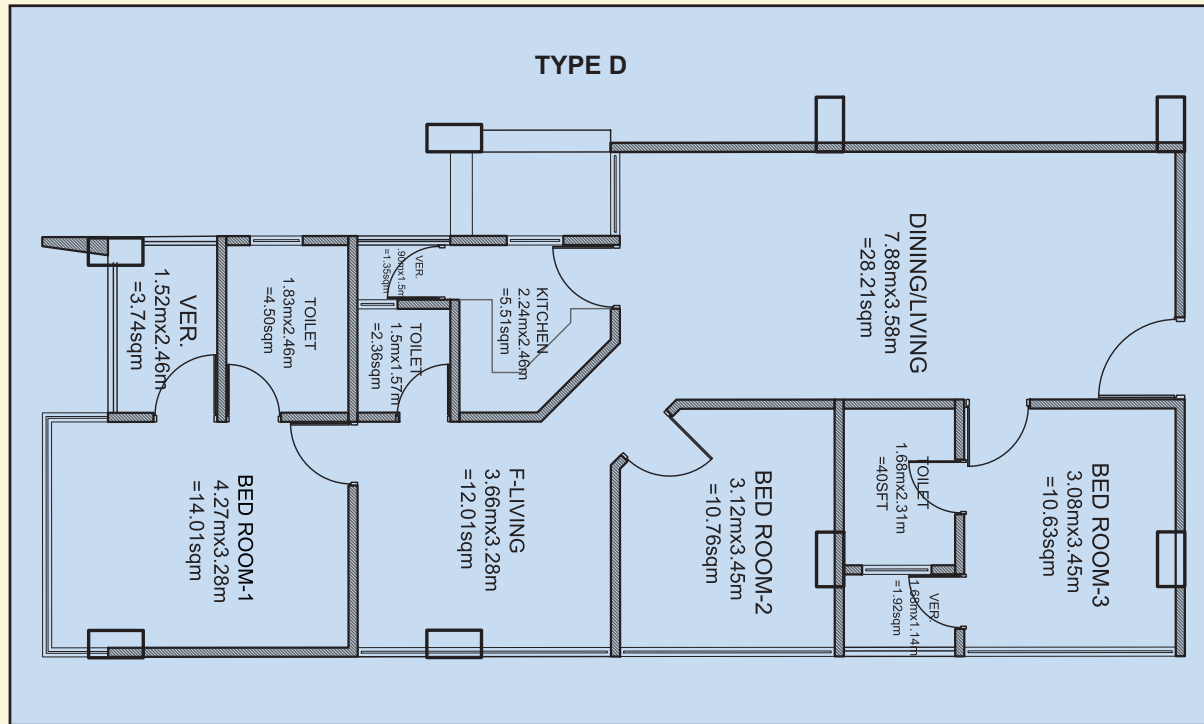 TYPE D
DINING/LIVING
7.88mx3.58m
=28.21sqm
VER.
1.52mx2.46m
=3.74sqm
TOILET
1.83mx2.46m
=4.50sqm
VER.
.90mx1.5m
=1.35sqm
TOILET
1.5mx1.57m
=2.36sqm
KITCHEN
2.24mx2.46m
=5.51sqm
BED ROOM-1
4.27mx3.28m
=14.01sqm
F-LIVING
3.66mx3.28m
=12.01sqm
BED ROOM-2
3.12mx3.45m
=10.76sqm
TOILET
1.68mx2.31m
=40SFT
VER.
1.68mx1.14m
=1.92sqm
BED ROOM-3
3.08mx3.45m
=10.63sqm